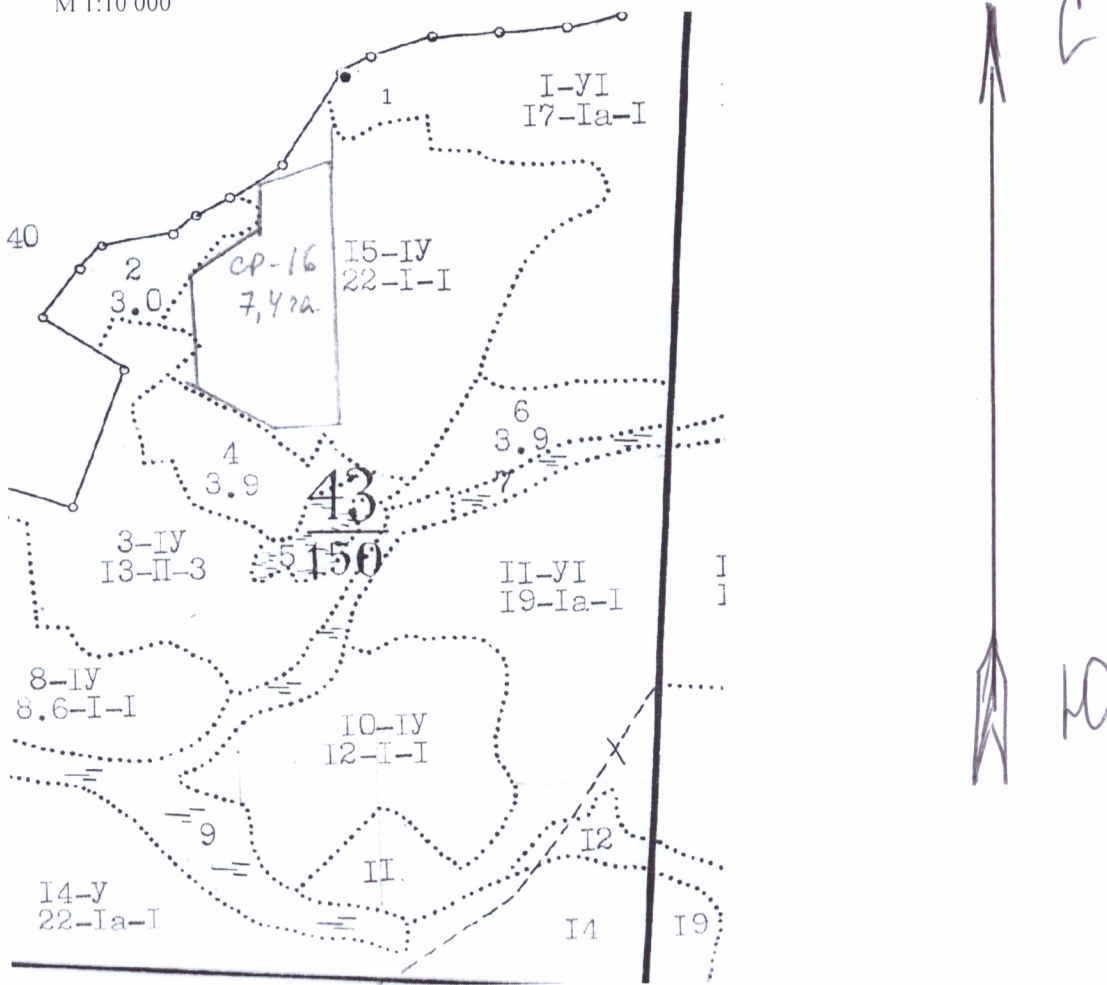 М 1:10 000
С
1
I-УI
I7-Iа-I
40
2
3.0
СР-16
7,4 га.
I5-IУ
22-I-I
6
3.9
4
3.9
7
43
150
5
3-IУ
I3-П-3
II-УI
I9-Iа-I
8-IУ
8.6-I-I
I0-IУ
I2-I-I
Ю
9
I2
II
I4-У
22-Iа-I
I4
I9